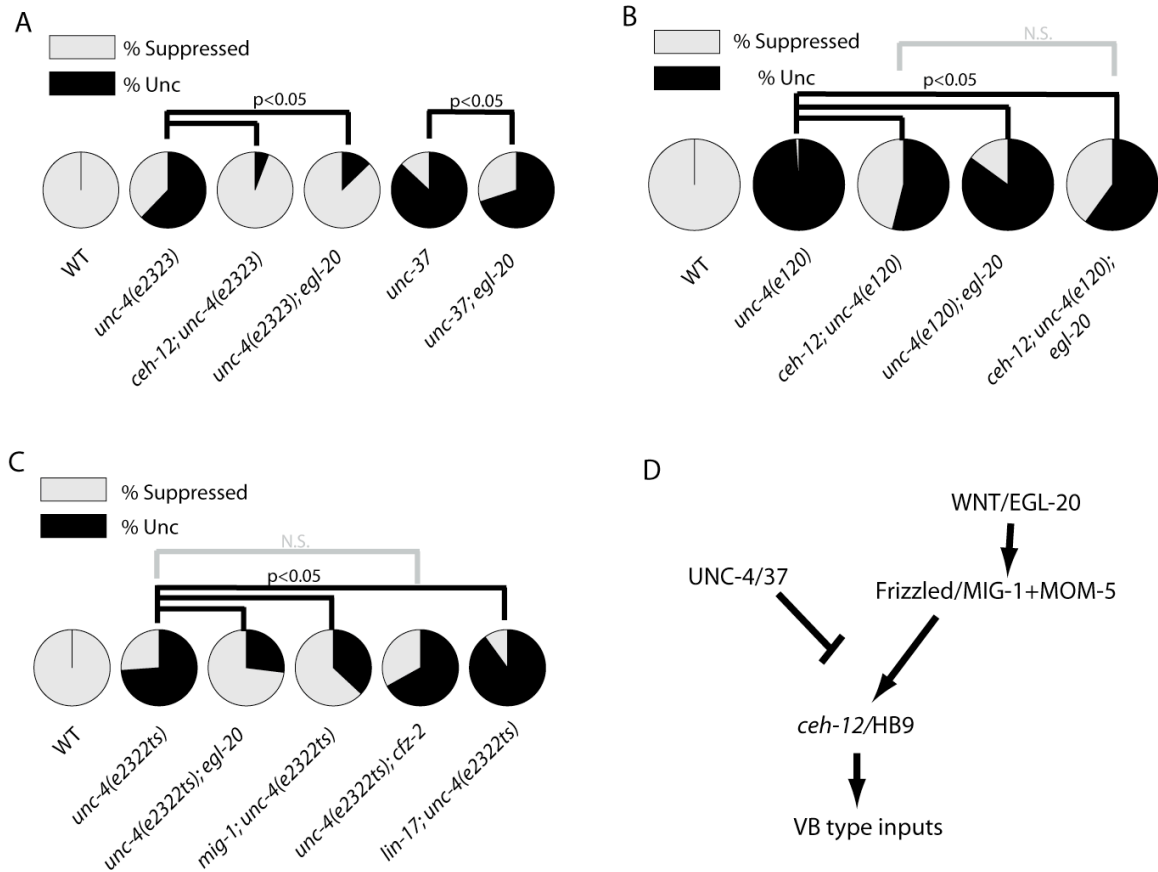 A
% Suppressed
% Unc
p<0.05
p<0.05
WT
unc-4(e2323)
ceh-12; unc-4(e2323)
unc-4(e2323); egl-20
unc-37
unc-37; egl-20
B
% Suppressed
% Unc
N.S.
p<0.05
WT
unc-4(e120)
ceh-12; unc-4(e120)
unc-4(e120); egl-20
ceh-12; unc-4(e120);
egl-20
C
% Suppressed
% Unc
N.S.
p<0.05
WT
unc-4(e2322ts)
unc-4(e2322ts); egl-20
mig-1; unc-4(e2322ts)
unc-4(e2322ts); cfz-2
lin-17; unc-4(e2322ts)
D
WNT/EGL-20
UNC-4/37
Frizzled/MIG-1+MOM-5
ceh-12/HB9
VB type inputs